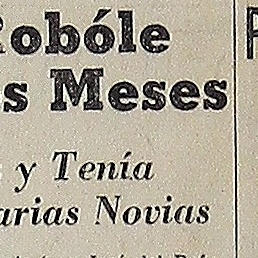 Robóle
s Meses
y Tenía
arias Novias